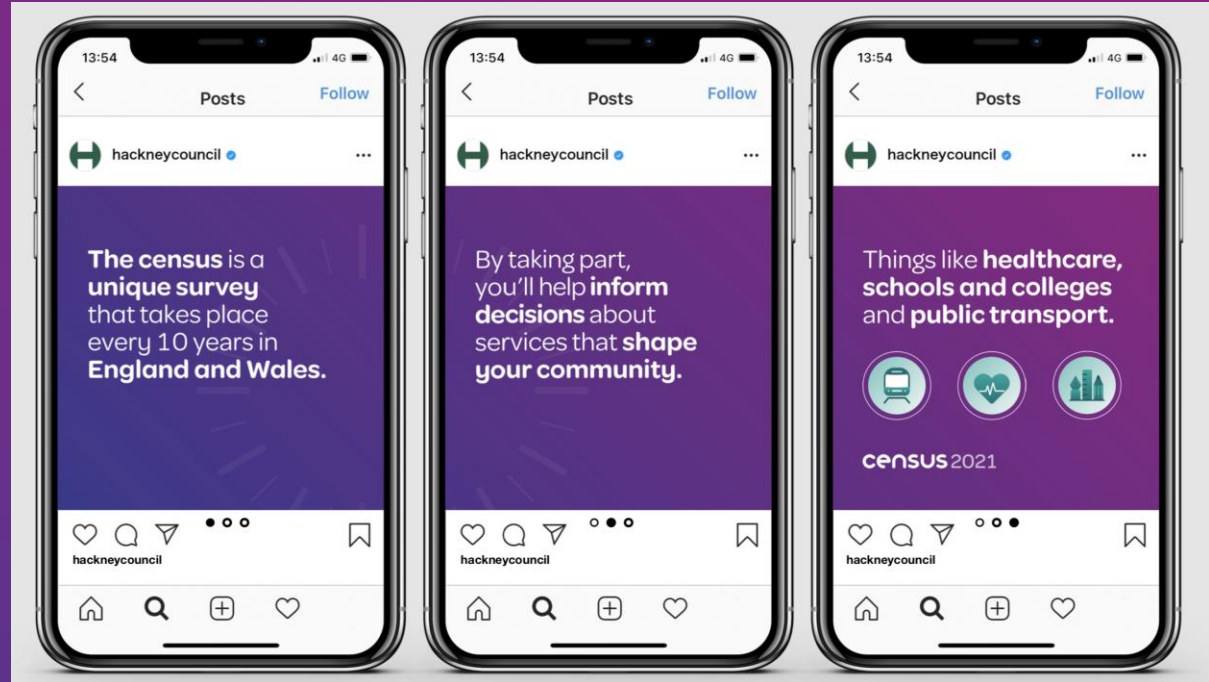 13:54
4G
Posts
Follow
hackneycouncil
The census is a
unique survey
that takes place
every 10 years in
England and Wales.
hackneycouncil
13:54
4G
Posts
Follow
hackneycouncil
By taking part,
you'll help inform
decisions about
services that shape
your community.
hackneycouncil
13:54
4G
Posts
Follow
hackneycouncil
Things like healthcare,
schools and colleges
and public transport.
census 2021
hackneycouncil